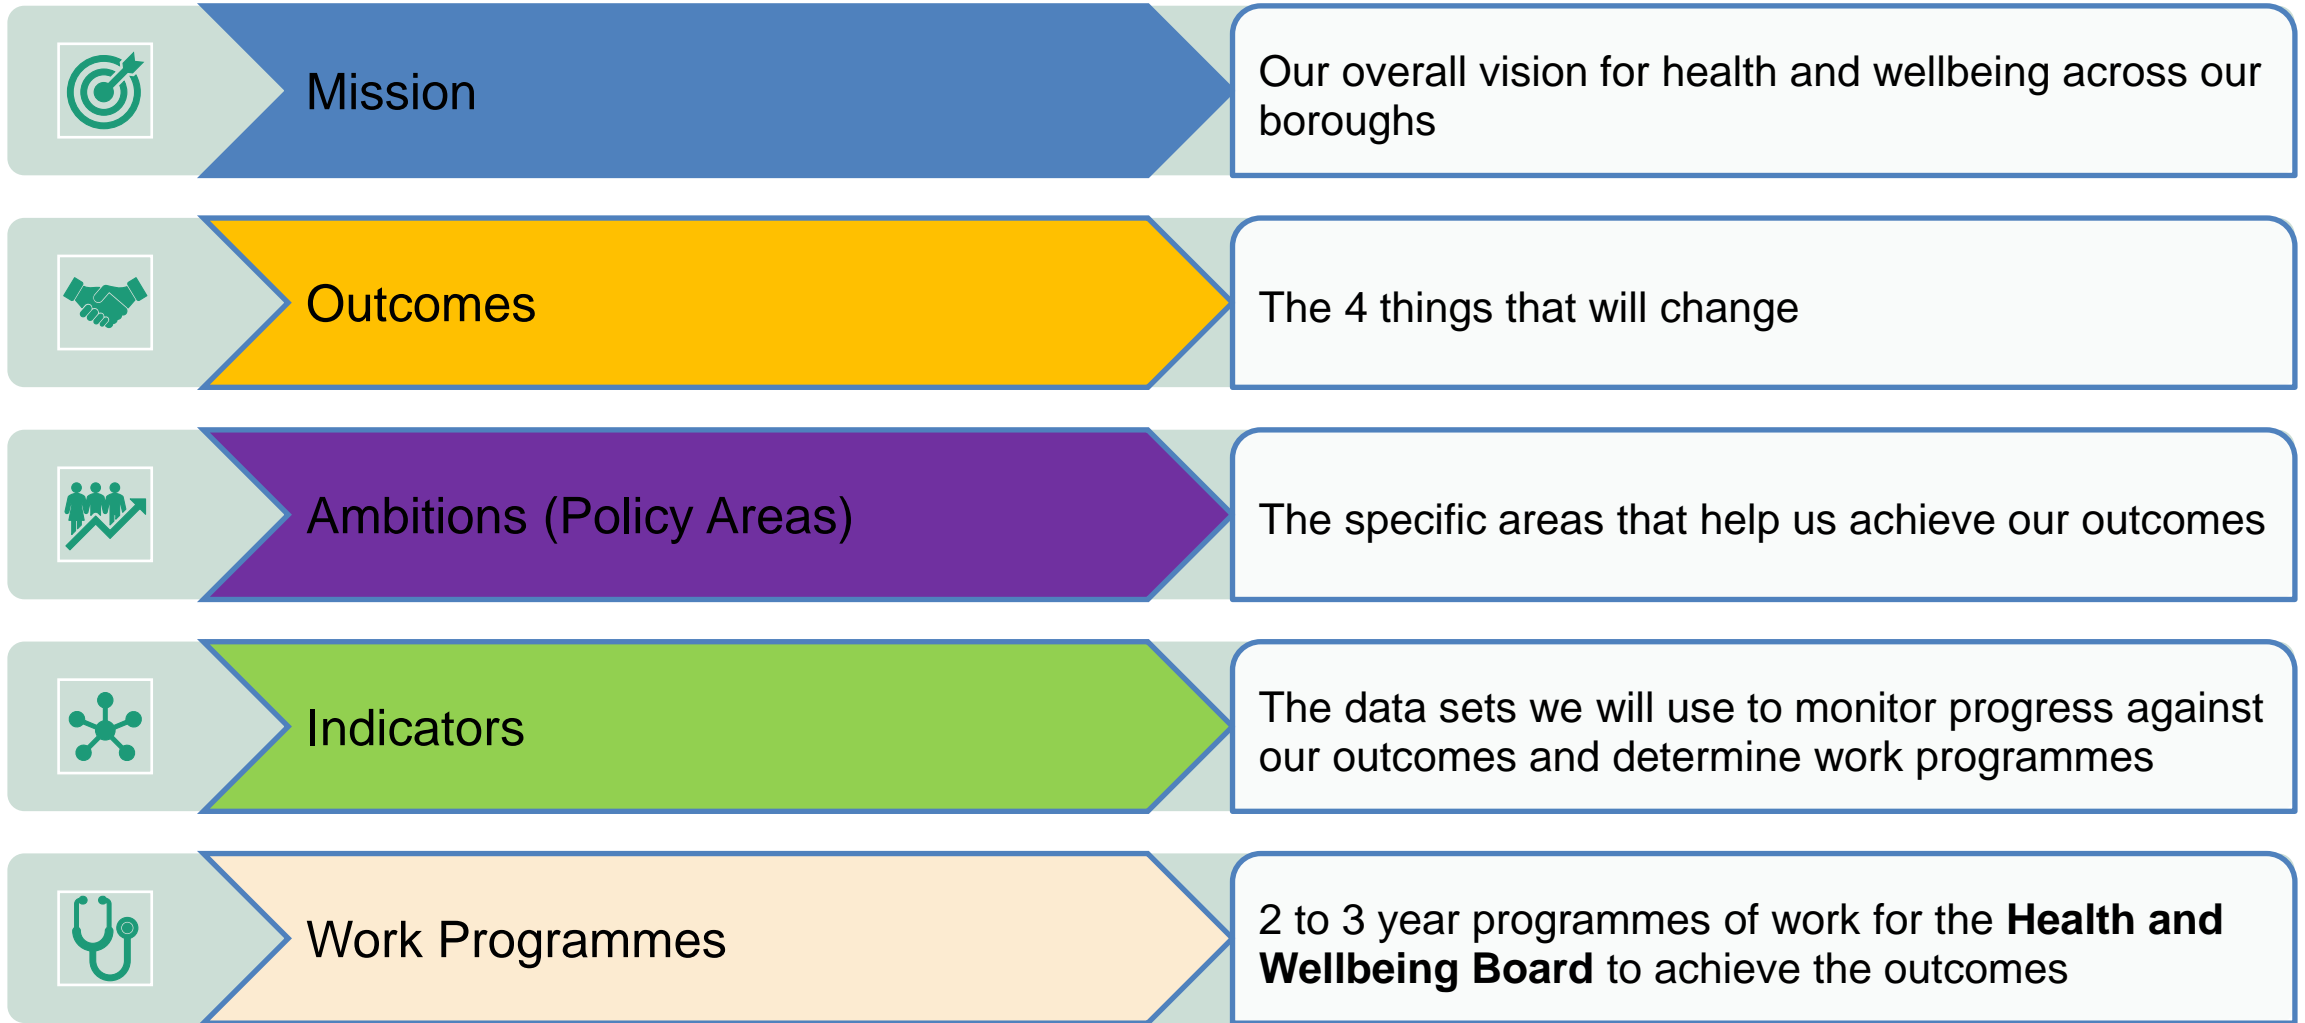 Mission
Our overall vision for health and wellbeing across our
boroughs
Outcomes
The 4 things that will change
Ambitions (Policy Areas)
The specific areas that help us achieve our outcomes
Indicators
The data sets we will use to monitor progress against
our outcomes and determine work programmes
Work Programmes
2 to 3 year programmes of work for the Health and
Wellbeing Board to achieve the outcomes